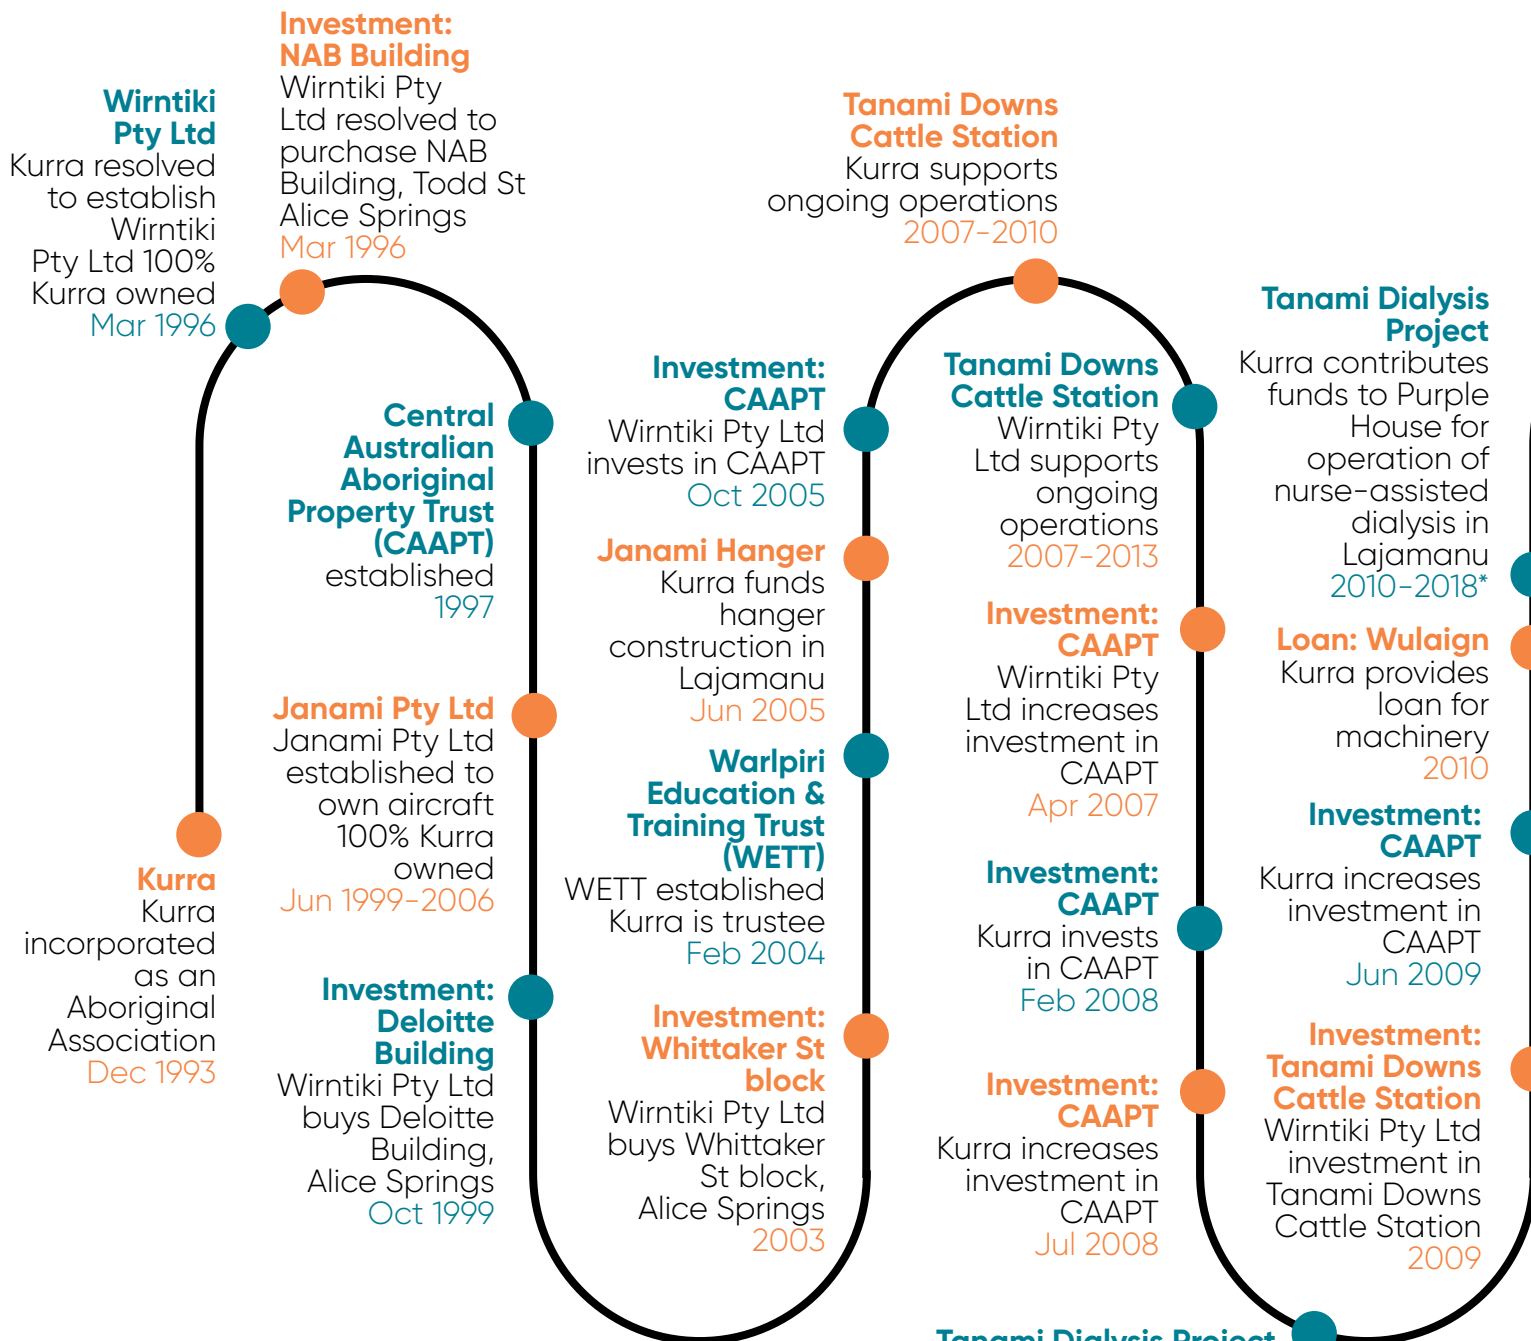 Kurra
Kurra
incorporated
as an
Aboriginal
Association
Dec 1993
Wirntiki
Pty Ltd
Kurra resolved
to establish
Wirntiki
Pty Ltd 100%
Kurra owned
Mar 1996
Investment:
NAB Building
Wirntiki Pty
Ltd resolved to
purchase NAB
Building, Todd St
Alice Springs
Mar 1996
Central
Australian
Aboriginal
Property Trust
(CAAPT)
established
1997
Janami Pty Ltd
Janami Pty Ltd
established to
own aircraft
100% Kurra
owned
Jun 1999-2006
Investment:
Deloitte
Building
Wirntiki Pty Ltd
buys Deloitte
Building,
Alice Springs
Oct 1999
Investment:
Whittaker St
block
Wirntiki Pty Ltd
buys Whittaker
St block,
Alice Springs
2003
Warlpiri
Education &
Training Trust
(WETT)
WETT established
Kurra is trustee
Feb 2004
Janami Hanger
Kurra funds
hanger
construction in
Lajamanu
Jun 2005
Investment:
CAAPT
Wirntiki Pty Ltd
invests in CAAPT
Oct 2005
Tanami Downs
Cattle Station
Kurra supports
ongoing operations
2007-2010
Tanami Downs
Cattle Station
Wirntiki Pty
Ltd supports
ongoing
operations
2007-2013
Investment:
CAAPT
Wirntiki Pty
Ltd increases
investment in
CAAPT
Apr 2007
Investment:
CAAPT
Kurra invests
in CAAPT
Feb 2008
Investment:
CAAPT
Kurra increases
investment in
CAAPT
Jul 2008
Tanami Dialysis Project
Investment:
Tanami Downs
Cattle Station
Wirntiki Pty Ltd
investment in
Tanami Downs
Cattle Station
2009
Investment:
CAAPT
Kurra increases
investment in
CAAPT
Jun 2009
Loan: Wulaign
Kurra provides
loan for
machinery
2010
Tanami Dialysis
Project
Kurra contributes
funds to Purple
House for
operation of
nurse-assisted
dialysis in
Lajamanu
2010-2018*